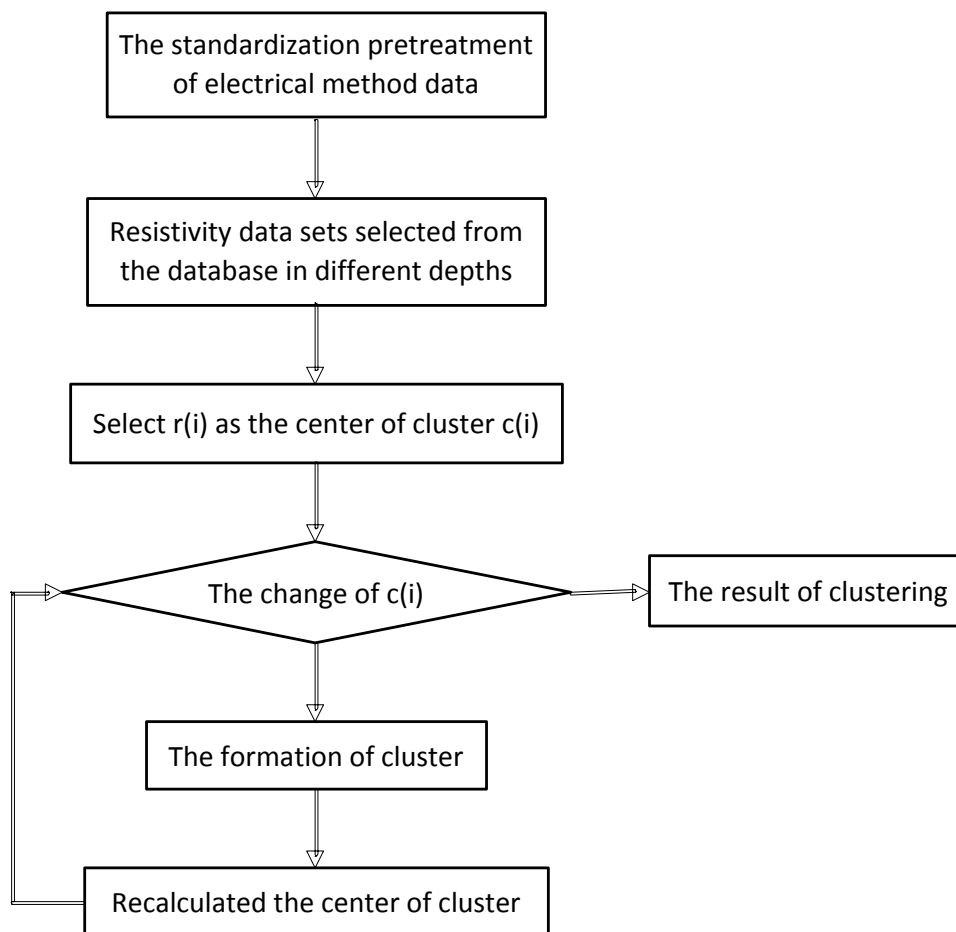 The standardization pretreatment
of electrical method data
Resistivity data sets selected from
the database in different depths
Select r(i) as the center of cluster c(i)
The change of c(i)
The result of clustering
The formation of cluster
Recalculated the center of cluster